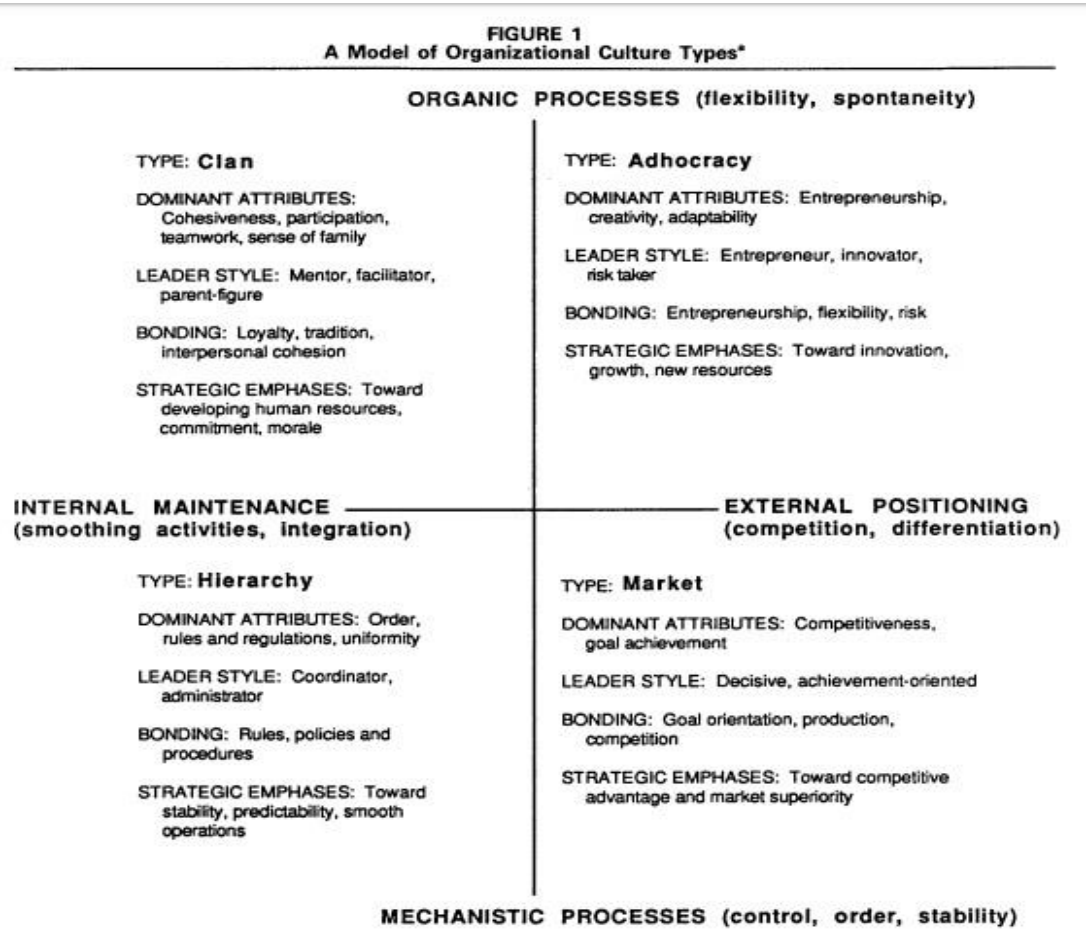 FIGURE 1
A Model of Organizational Culture Types*
ORGANIC PROCESSES (flexibility, spontaneity)
TYPE: Clan
DOMINANT ATTRIBUTES:
Cohesiveness, participation,
teamwork, sense of family
LEADER STYLE: Mentor, facilitator,
parent-figure
BONDING: Loyalty, tradition,
interpersonal cohesion
STRATEGIC EMPHASES: Toward
developing human resources,
commitment, morale
TYPE: Adhocracy
DOMINANT ATTRIBUTES: Entrepreneurship,
creativity, adaptability
LEADER STYLE: Entrepreneur, innovator,
risk taker
BONDING: Entrepreneurship, flexibility, risk
STRATEGIC EMPHASES: Toward innovation,
growth, new resources
INTERNAL MAINTENANCE
(smoothing activities, integration)
EXTERNAL POSITIONING
(competition, differentiation)
TYPE: Hierarchy
DOMINANT ATTRIBUTES: Order,
rules and regulations, uniformity
LEADER STYLE: Coordinator,
administrator
BONDING: Rules, policies and
procedures
STRATEGIC EMPHASES: Toward
stability, predictability, smooth
operations
TYPE: Market
DOMINANT ATTRIBUTES: Competitiveness,
goal achievement
LEADER STYLE: Decisive, achievement-oriented
BONDING: Goal orientation, production,
competition
STRATEGIC EMPHASES: Toward competitive
advantage and market superiority
MECHANISTIC PROCESSES (control, order, stability)